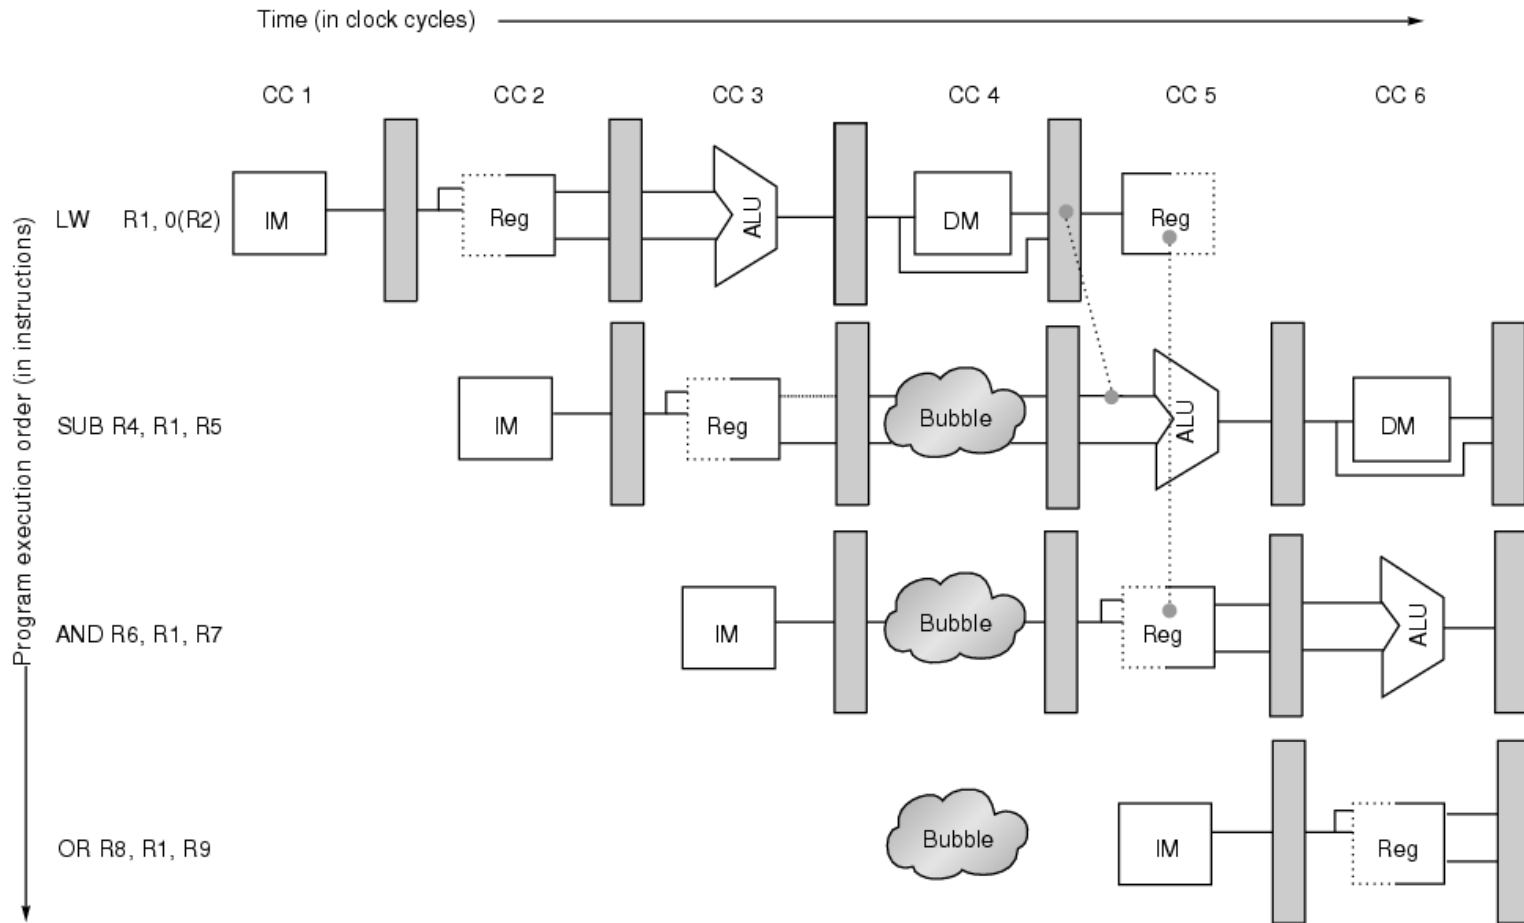 Time (in clock cycles)
CC 1 CC 2 CC 3 CC 4 CC 5 CC 6
Program execution order (in instructions)
LW R1, 0(R2) IM Reg ALU DM Reg
SUB R4, R1, R5 IM Reg Bubble ALU DM
AND R6, R1, R7 IM Bubble Reg ALU
OR R8, R1, R9 Bubble IM Reg